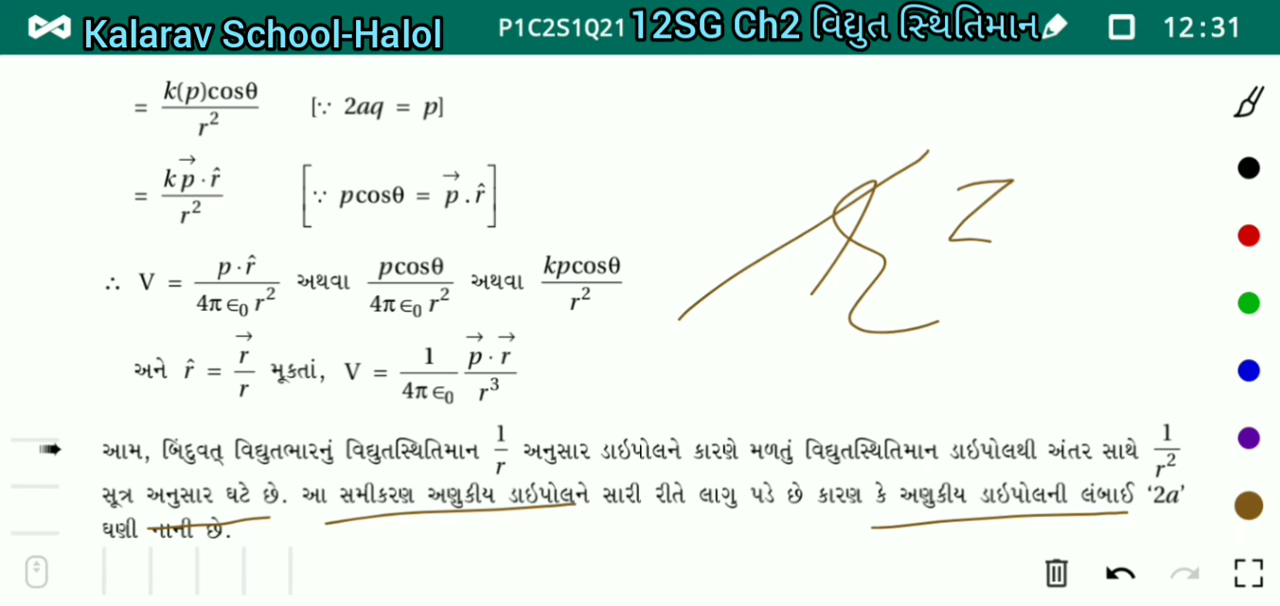 Kalarav School-Halol P1C2S1Q21 12SG Ch2 વિદ્યુત સ્થિતિમાન 12:31
= k(p)cosθ / r² [∵ 2aq = p]
= k p⃗ · r̂ / r² [∵ pcosθ = p⃗ . r̂]
∴ V = p · r̂ / 4π∈₀ r² અથવા pcosθ / 4π∈₀ r² અથવા kpcosθ / r²
અને r̂ = r⃗ / r મૂકતાં, V = 1 / 4π∈₀ p⃗ · r⃗ / r³
આમ, બિંદુવત્ વિદ્યુતભારનું વિદ્યુતસ્થિતિમાન 1/r અનુસાર ડાઇપોલને કારણે મળતું વિદ્યુતસ્થિતિમાન ડાઇપોલથી અંતર સાથે 1/r²
સૂત્ર અનુસાર ઘટે છે. આ સમીકરણ અણુકીય ડાઇપોલને સારી રીતે લાગુ પડે છે કારણ કે અણુકીય ડાઇપોલની લંબાઈ ‘2a’
ઘણી નાની છે.